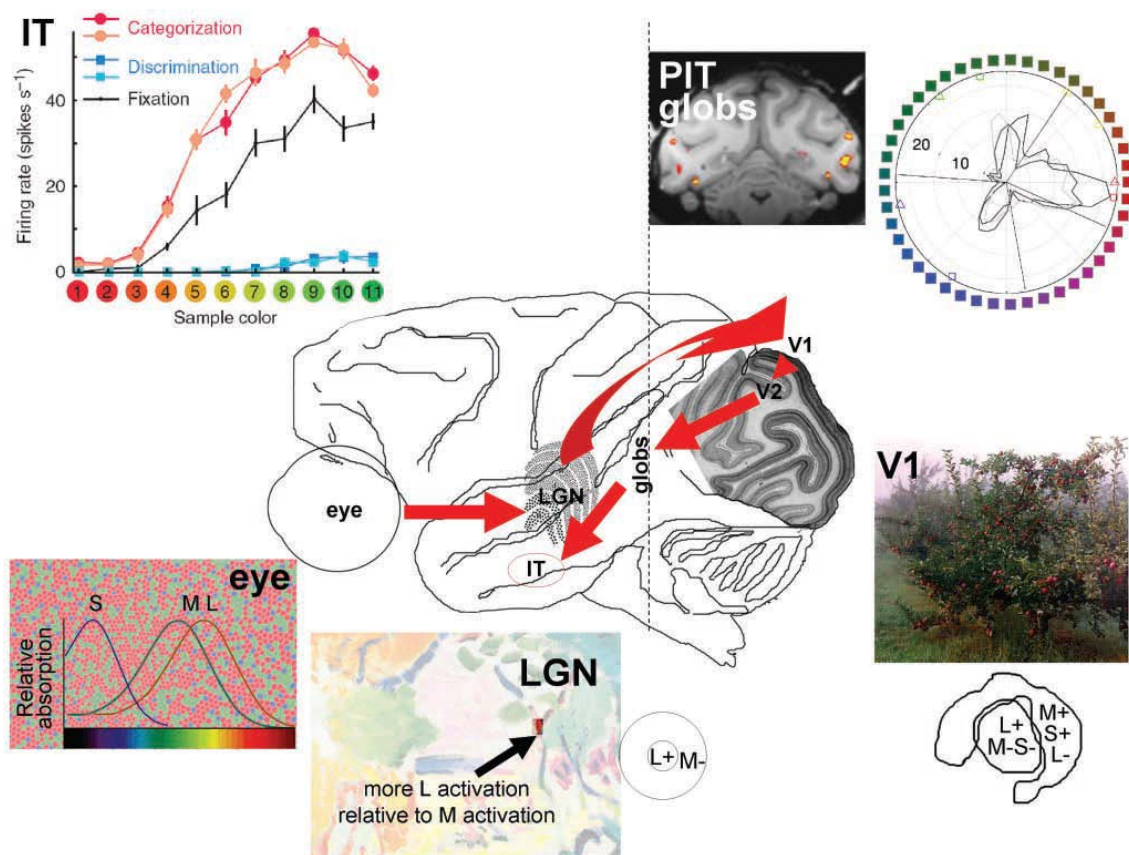 IT
Categorization
Discrimination
Fixation
Firing rate (spikes s⁻¹)
40
20
0
1 2 3 4 5 6 7 8 9 10 11
Sample color
PIT
globs
20
10
V1
V2
globs
LGN
eye
IT
V1
eye
S
M L
Relative
absorption
LGN
more L activation
relative to M activation
L+ M-
L+
M-S-
M+
S+
L-